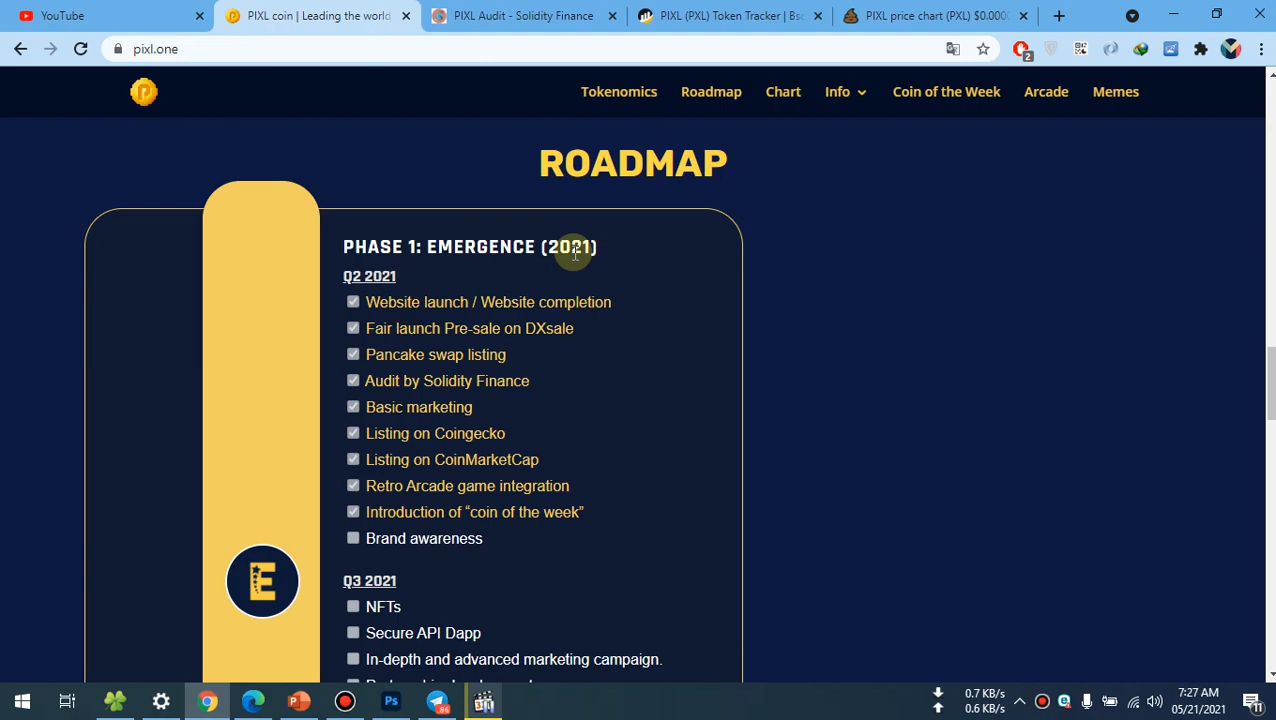 YouTube
PIXL coin | Leading the world
PIXL Audit - Solidity Finance
PIXL (PXL) Token Tracker | Bsc
PIXL price chart (PXL) $0.0000
pixl.one
2
Tokenomics
Roadmap
Chart
Info
Coin of the Week
Arcade
Memes
ROADMAP
PHASE 1: EMERGENCE (2021)
Q2 2021
Website launch / Website completion
Fair launch Pre-sale on DXsale
Pancake swap listing
Audit by Solidity Finance
Basic marketing
Listing on Coingecko
Listing on CoinMarketCap
Retro Arcade game integration
Introduction of “coin of the week”
Brand awareness
E
Q3 2021
NFTs
Secure API Dapp
In-depth and advanced marketing campaign.
86
0.7 KB/s
0.6 KB/s
7:27 AM
05/21/2021
11